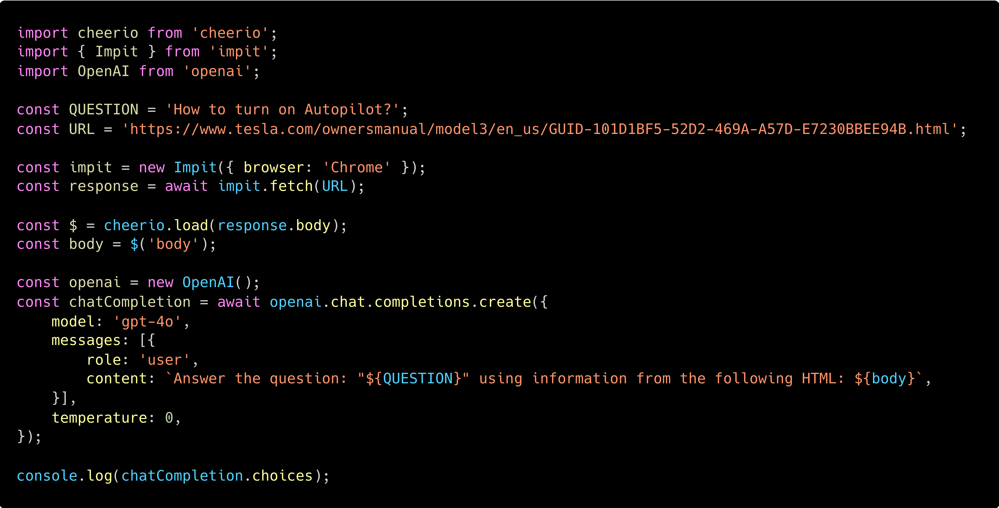 import cheerio from 'cheerio';
import { Impit } from 'impit';
import OpenAI from 'openai';

const QUESTION = 'How to turn on Autopilot?';
const URL = 'https://www.tesla.com/ownersmanual/model3/en_us/GUID-101D1BF5-52D2-469A-A57D-E7230BBEE94B.html';

const impit = new Impit({ browser: 'Chrome' });
const response = await impit.fetch(URL);

const $ = cheerio.load(response.body);
const body = $('body');

const openai = new OpenAI();
const chatCompletion = await openai.chat.completions.create({
    model: 'gpt-4o',
    messages: [{
        role: 'user',
        content: `Answer the question: "${QUESTION}" using information from the following HTML: ${body}`,
    }],
    temperature: 0,
});

console.log(chatCompletion.choices);